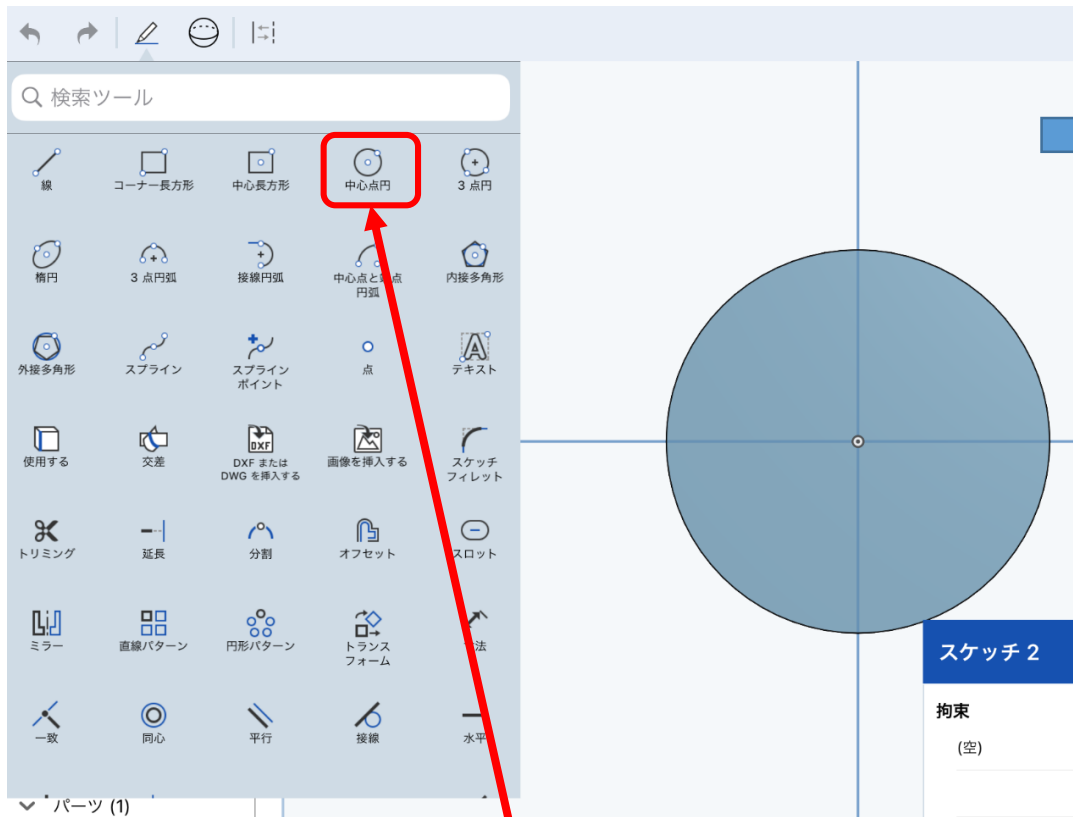 検索ツール
線
コーナー長方形
中心長方形
中心点円
3 点円
楕円
3 点円弧
接線円弧
中心点と
点
円弧
内接多角形
外接多角形
スプライン
スプライン
ポイント
点
A
テキスト
使用する
交差
DXF
DXF または
DWG を挿入する
画像を挿入する
スケッチ
フィレット
トリミング
延長
分割
オフセット
スロット
ミラー
直線パターン
円形パターン
トランス
フォーム
法
一致
同心
平行
接線
水平
パーツ (1)
スケッチ 2
拘束
(空)